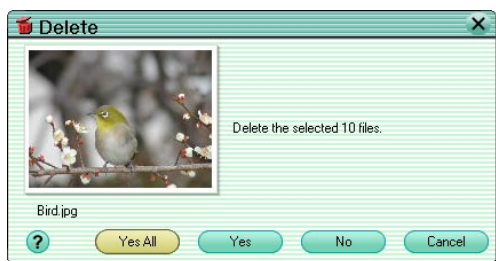 Delete
Delete the selected 10 files.
Bird.jpg
? Yes All Yes No Cancel